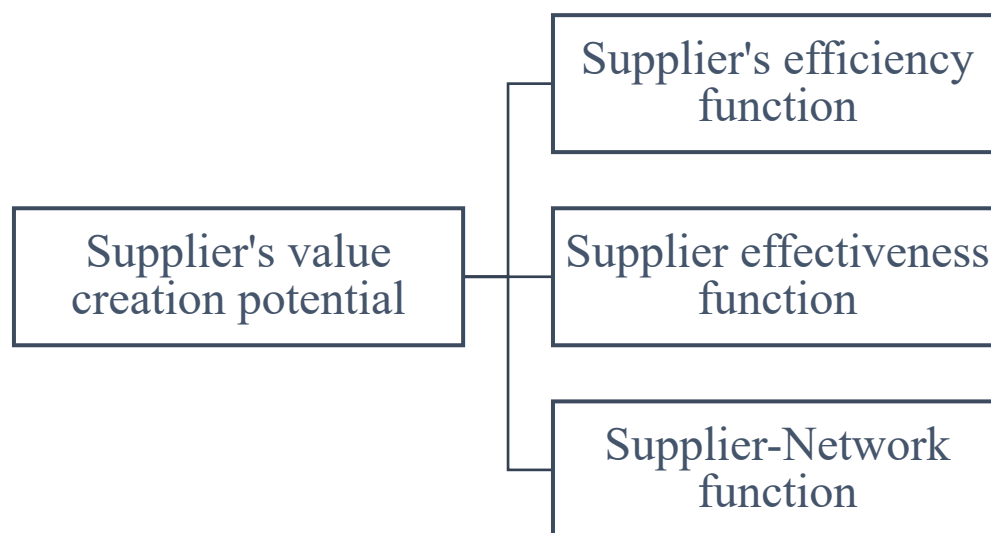 Supplier's efficiency
function
Supplier's value
creation potential
Supplier effectiveness
function
Supplier-Network
function